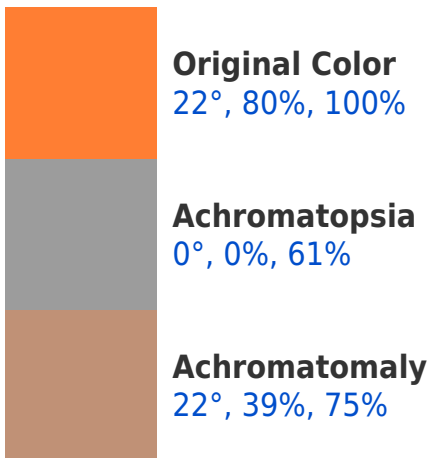 Original Color
22°, 80%, 100%
Achromatopsia
0°, 0%, 61%
Achromatomaly
22°, 39%, 75%